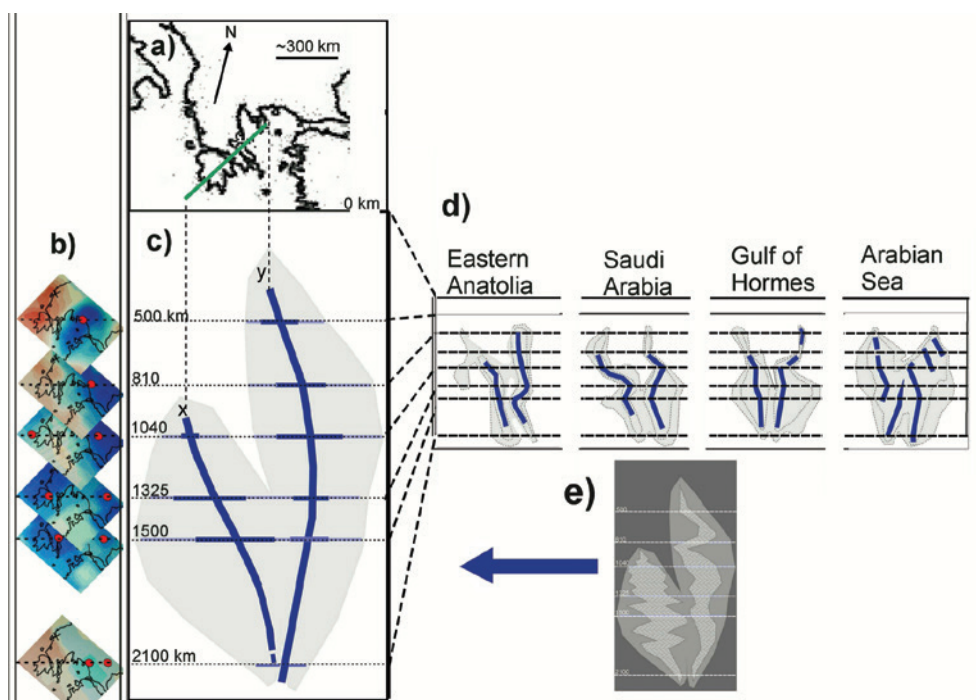 a)
N
~300 km
0 km
b)
c)
d)
y
x
500 km
810
1040
1325
1500
2100 km
Eastern
Anatolia
Saudi
Arabia
Gulf of
Hormes
Arabian
Sea
e)